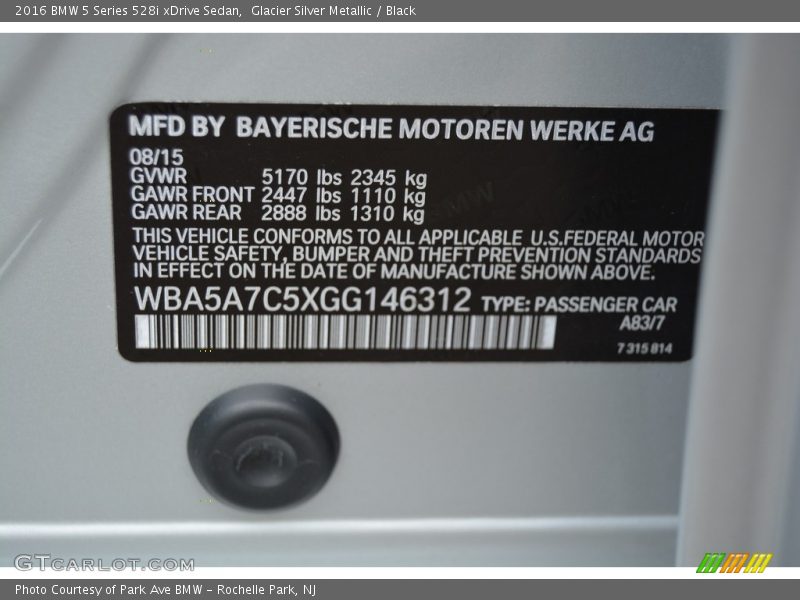 2016 BMW 5 Series 528i xDrive Sedan,  Glacier Silver Metallic / Black
MFD BY BAYERISCHE MOTOREN WERKE AG
08/15
GVWR 5170 lbs 2345 kg
GAWR FRONT 2447 lbs 1110 kg
GAWR REAR 2888 lbs 1310 kg
THIS VEHICLE CONFORMS TO ALL APPLICABLE U.S.FEDERAL MOTOR
VEHICLE SAFETY, BUMPER AND THEFT PREVENTION STANDARDS
IN EFFECT ON THE DATE OF MANUFACTURE SHOWN ABOVE.
WBA5A7C5XGG146312 TYPE: PASSENGER CAR
A83/7
7 315 814
GTCARLOT.COM
Photo Courtesy of Park Ave BMW - Rochelle Park, NJ